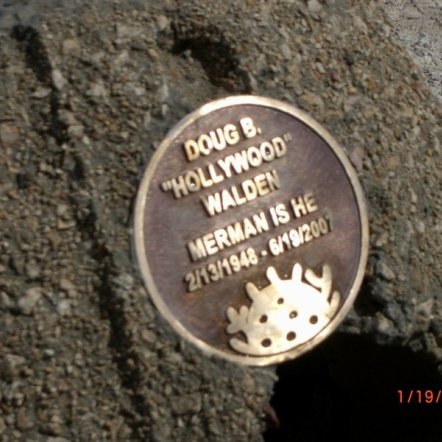 DOUG B.
"HOLLYWOOD"
WALDEN
MERMAN IS HE
2/13/1948 - 6/19/2007
1/19/